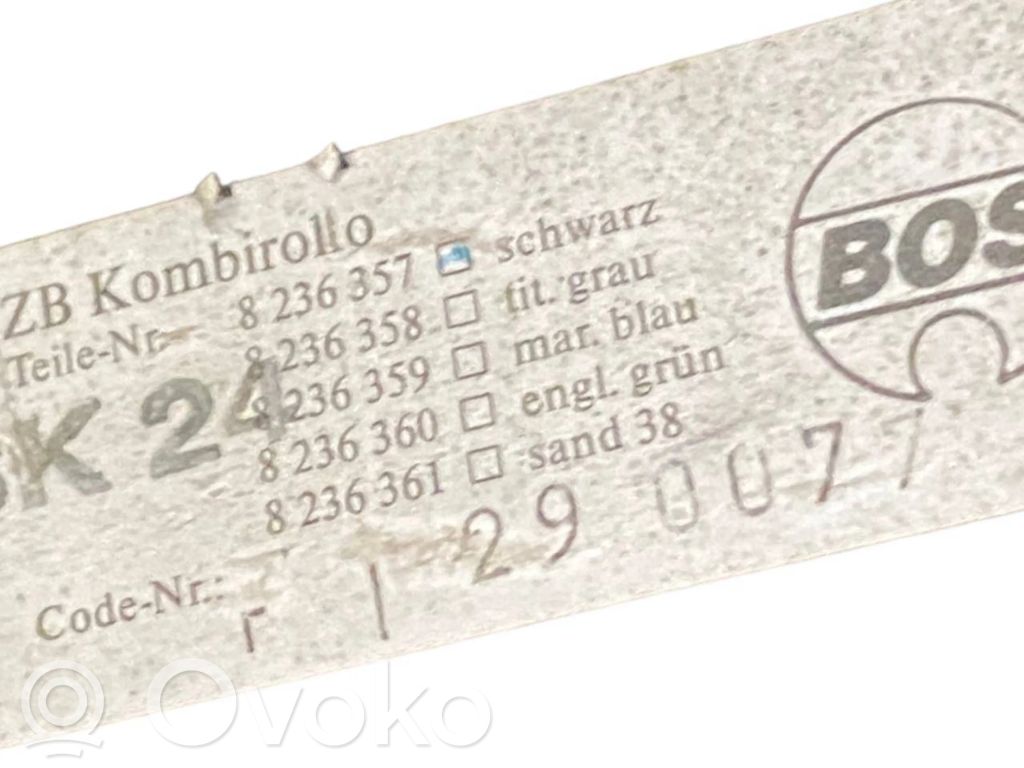 ZB Kombirollo
Teile-Nr. 8 236 357 schwarz
8 236 358 tit. grau
8 236 359 mar. blau
8 236 360 engl. grün
8 236 361 sand 38
K 24
BOS
Code-Nr.: 29 0077
Ovoko